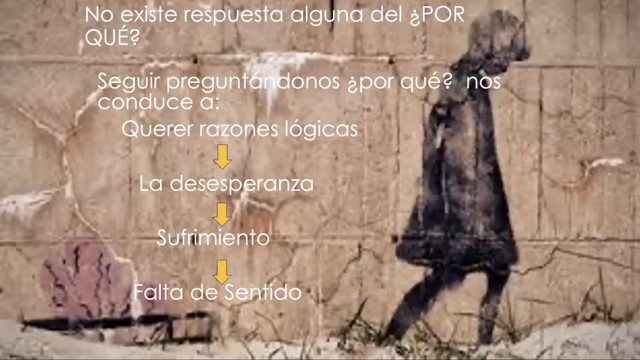 No existe respuesta alguna del ¿POR
QUÉ?
Seguir preguntándonos ¿por qué?  nos
conduce a:
Querer razones lógicas
La desesperanza
Sufrimiento
Falta de Sentido